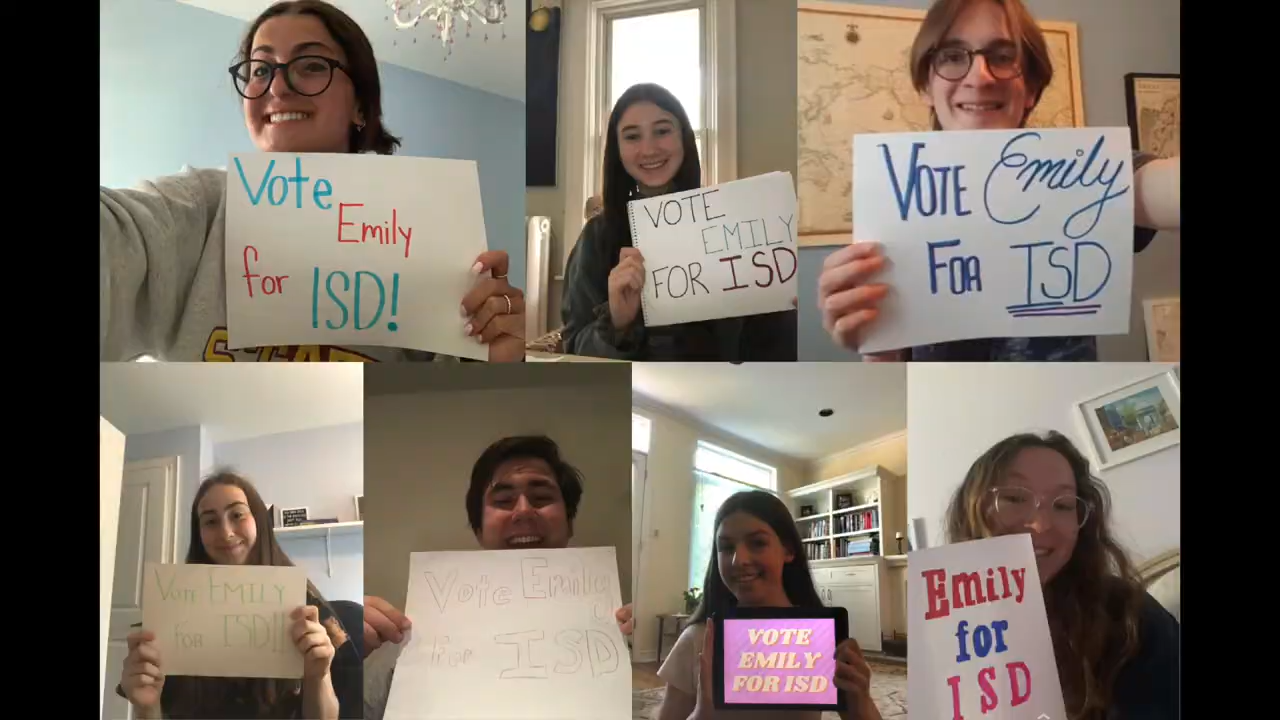 Vote
Emily
for
ISD!
VOTE
EMILY
FOR ISD
VOTE Emily
FOR ISD
VOTE EMILY
FOR ISD!!
Vote Emily
for ISD
VOTE
EMILY
FOR ISD
Emily
for
ISD